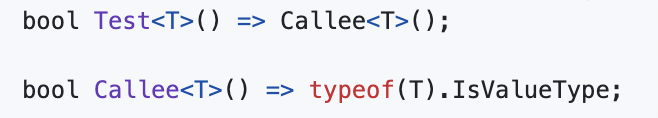 bool Test<T>() => Callee<T>();
bool Callee<T>() => typeof(T).IsValueType;